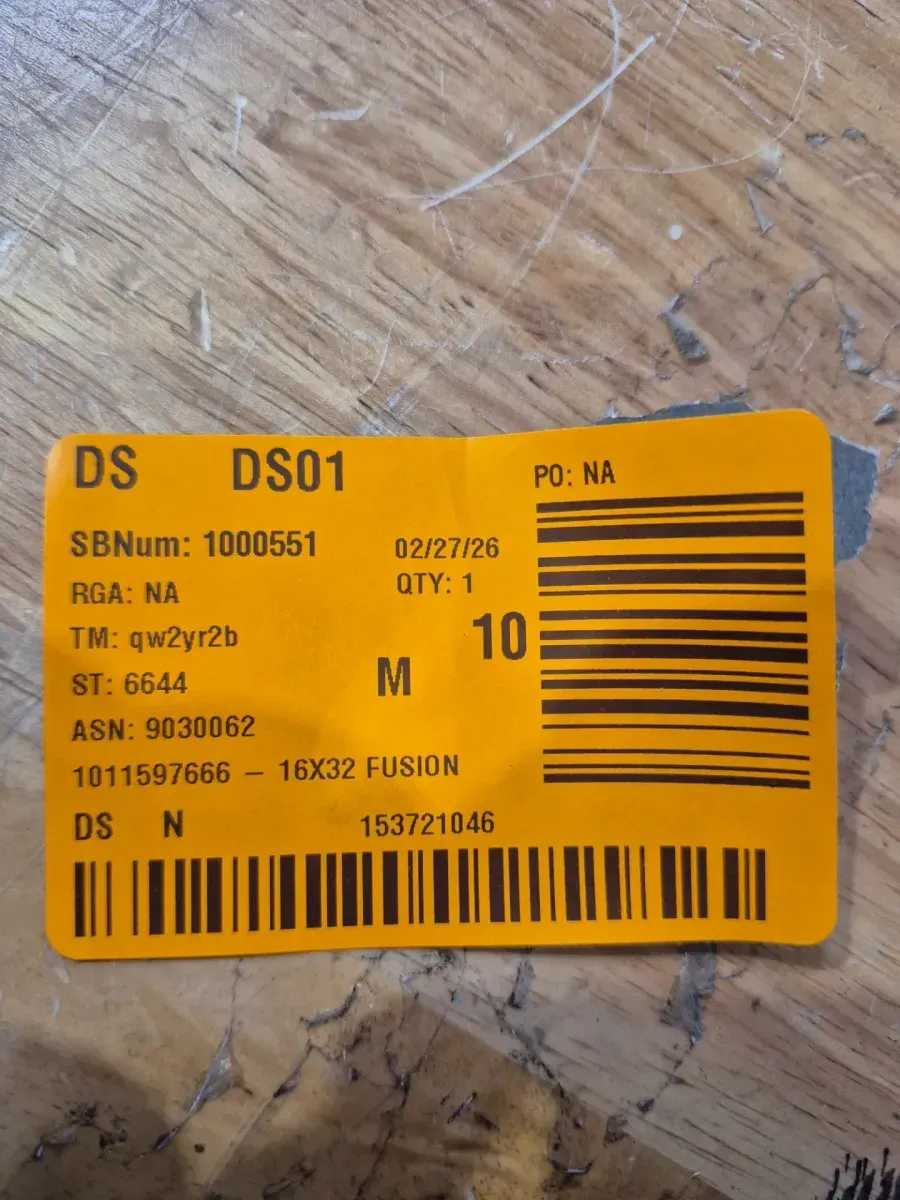 DS DS01
PO: NA
SBNum: 1000551 02/27/26
RGA: NA QTY: 1
TM: qw2yr2b 10
ST: 6644 M
ASN: 9030062
1011597666 – 16X32 FUSION
DS N 153721046